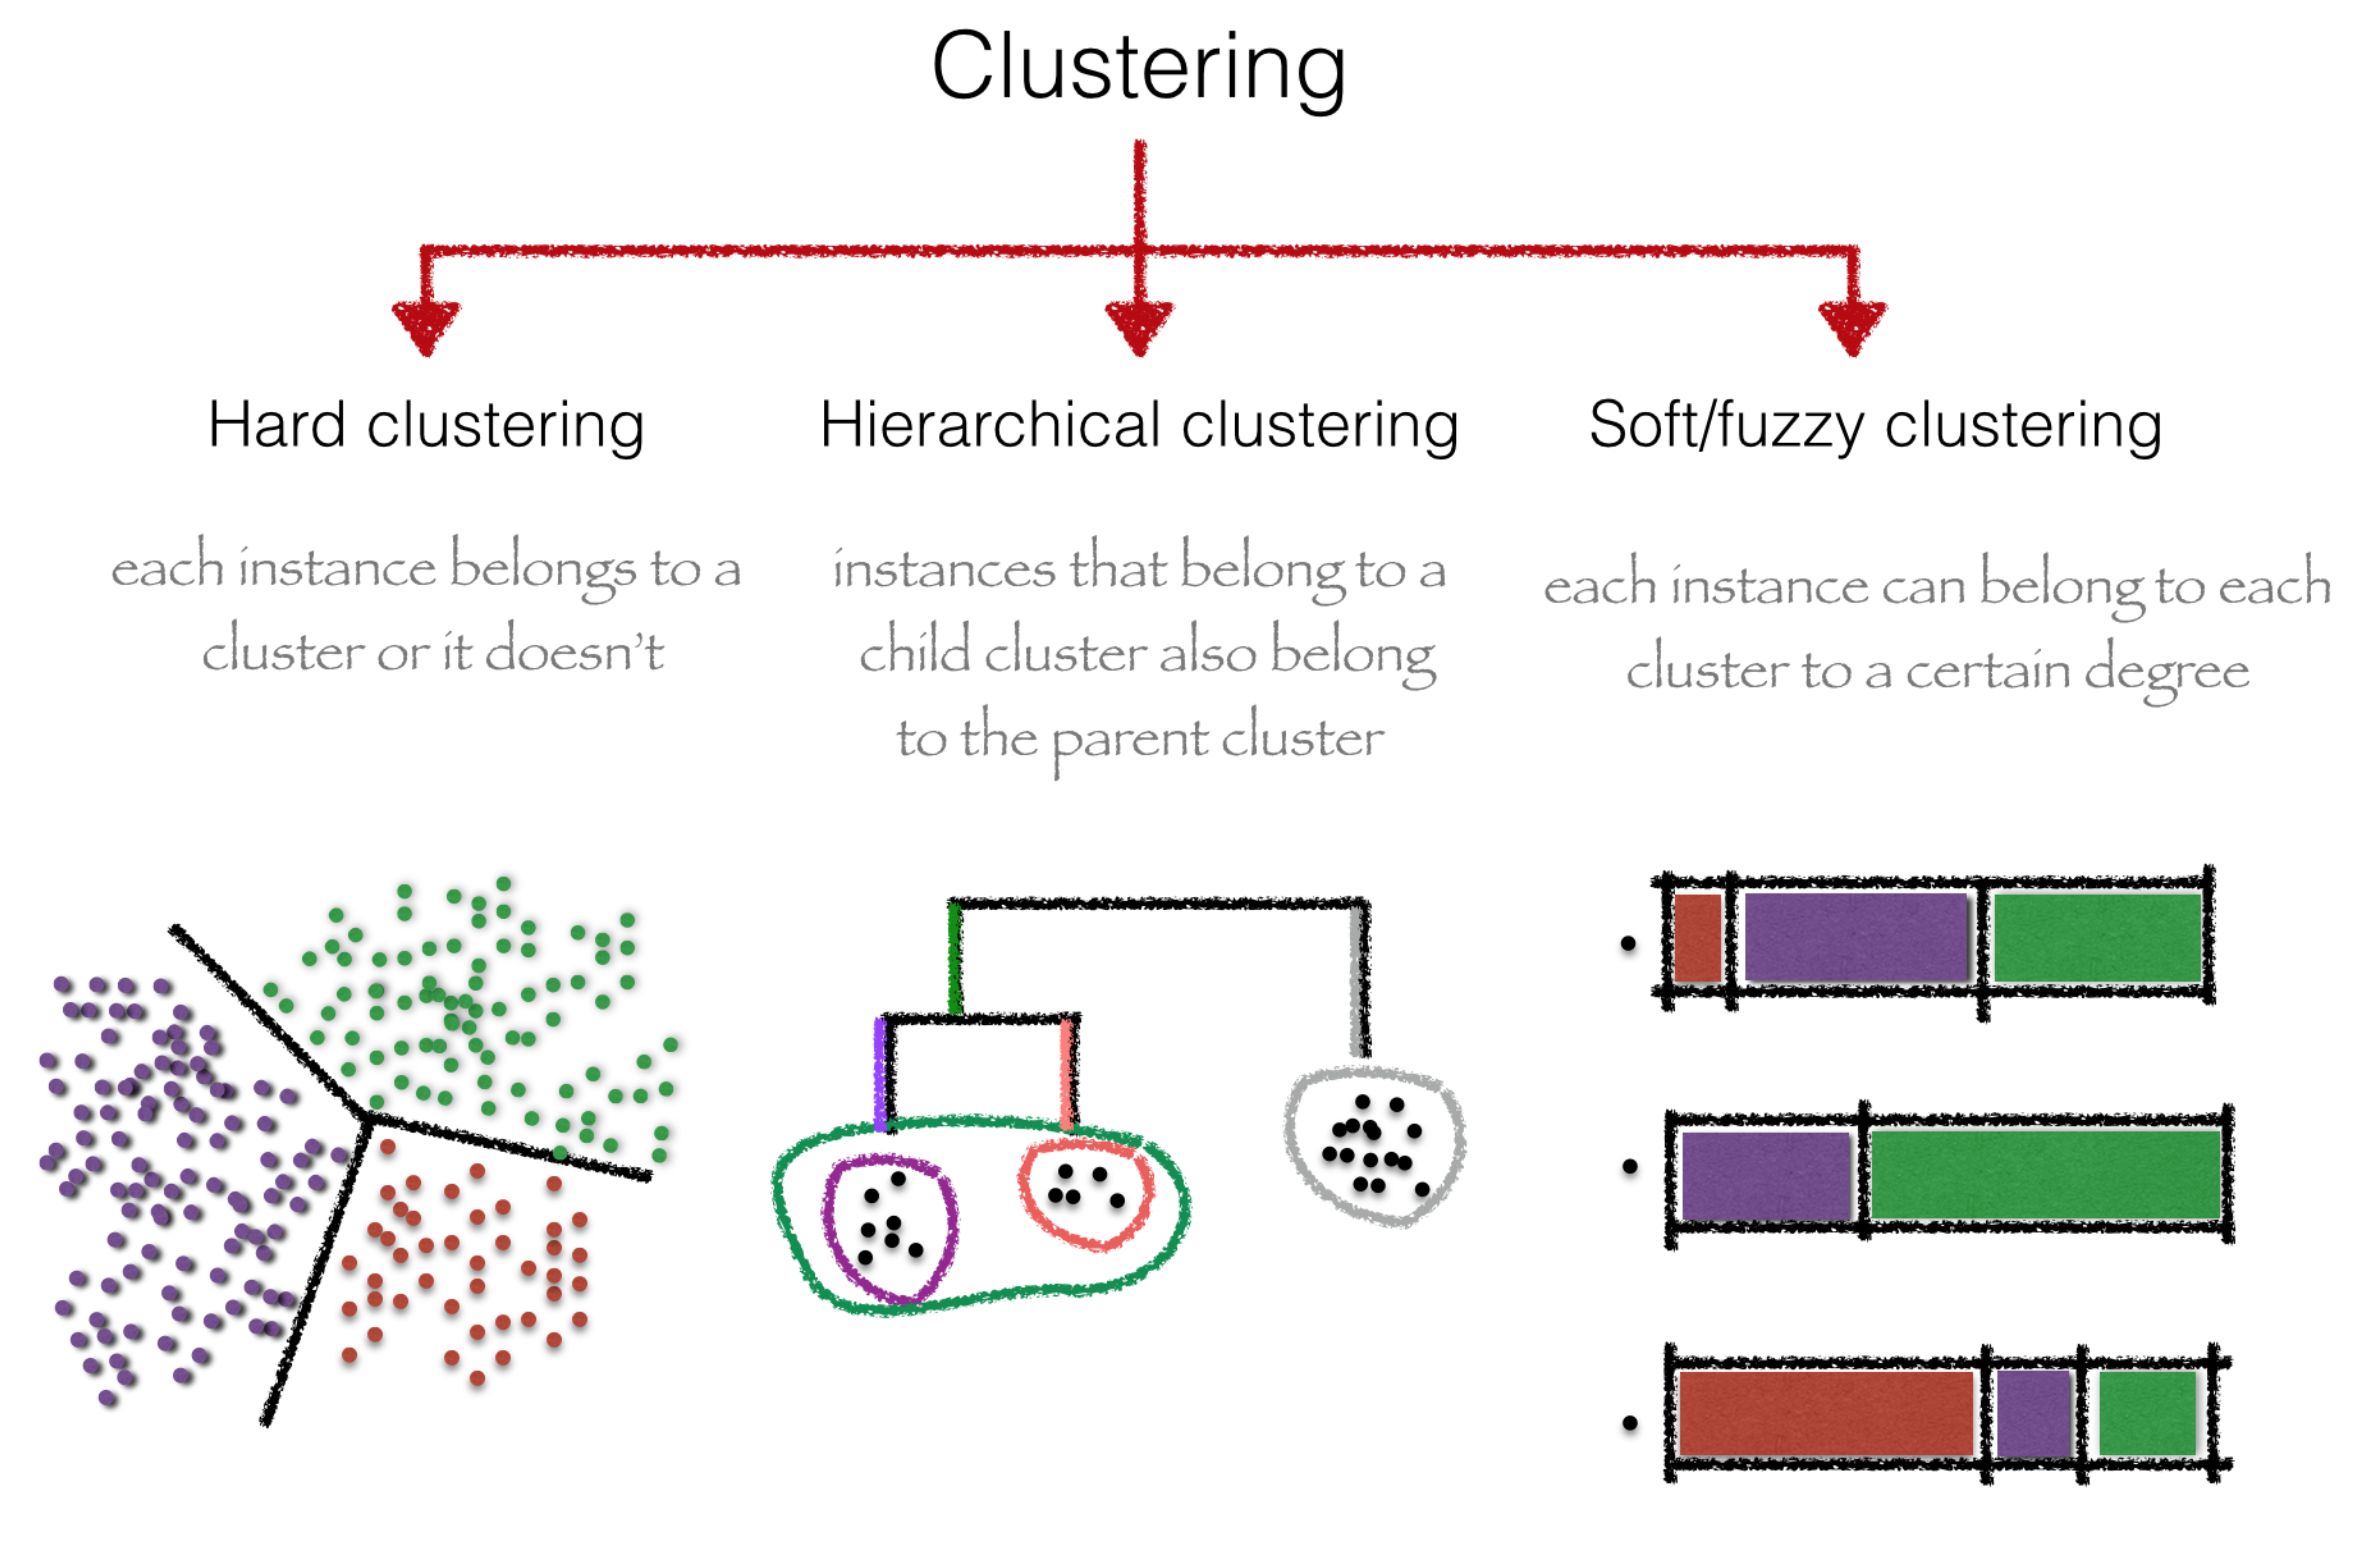 Clustering
Hard clustering
each instance belongs to a
cluster or it doesn't
Hierarchical clustering
instances that belong to a
child cluster also belong
to the parent cluster
Soft/fuzzy clustering
each instance can belong to each
cluster to a certain degree